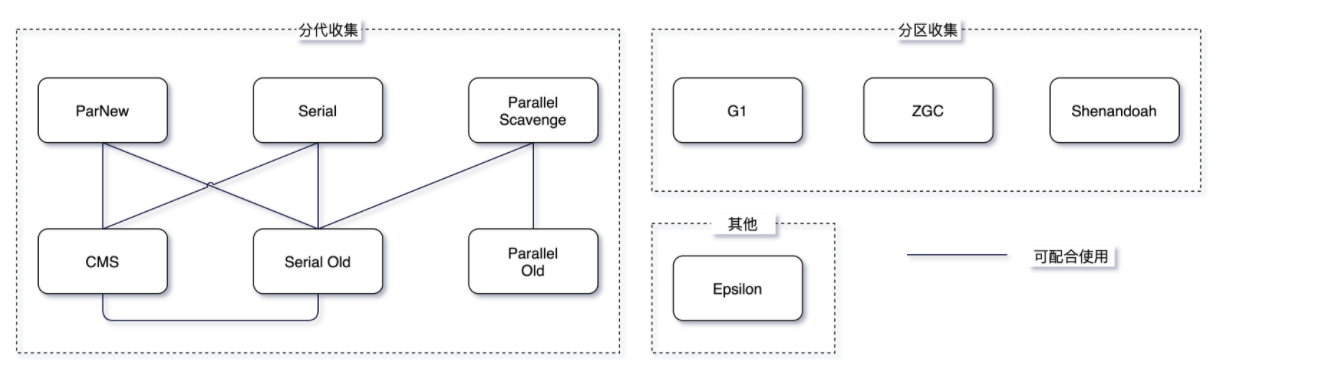 分代收集
ParNew
Serial
Parallel
Scavenge
CMS
Serial Old
Parallel
Old
分区收集
G1
ZGC
Shenandoah
其他
Epsilon
可配合使用